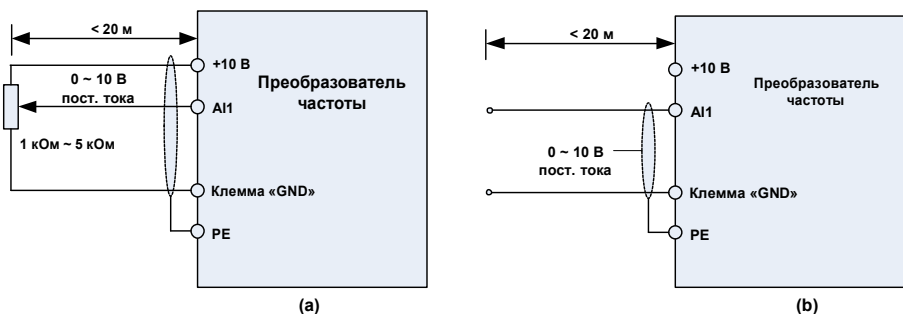 < 20 м
+10 В
0 ~ 10 В
пост. тока
AI1
1 кОм ~ 5 кОм
Клемма «GND»
PE
Преобразователь
частоты
(a)
< 20 м
+10 В
Преобразователь
частоты
AI1
0 ~ 10 В
пост. тока
Клемма «GND»
PE
(b)